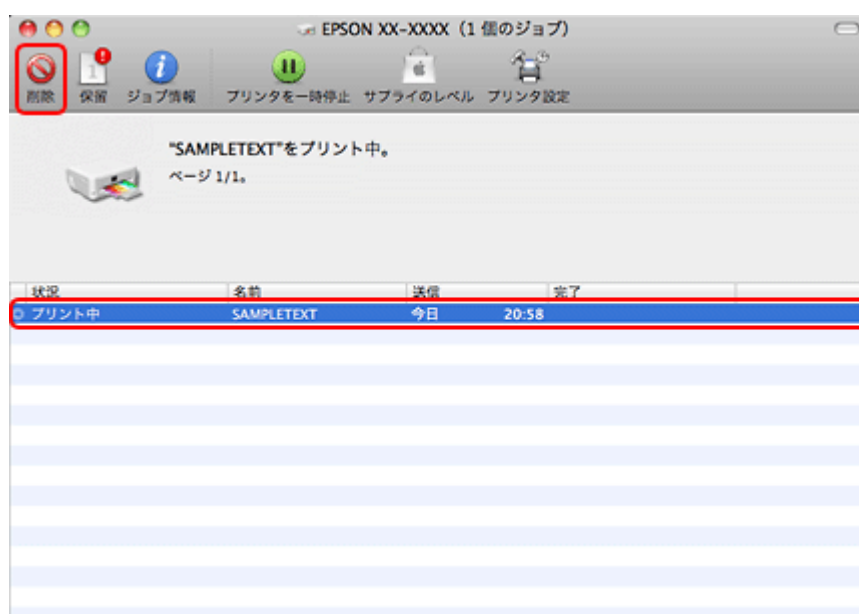 EPSON XX-XXXX（1 個のジョブ）
削除 保留 ジョブ情報 プリンタを一時停止 サプライのレベル プリンタ設定
"SAMPLETEXT"をプリント中。
ページ 1/1。
状況 名前 送信 完了
プリント中 SAMPLETEXT 今日 20:58